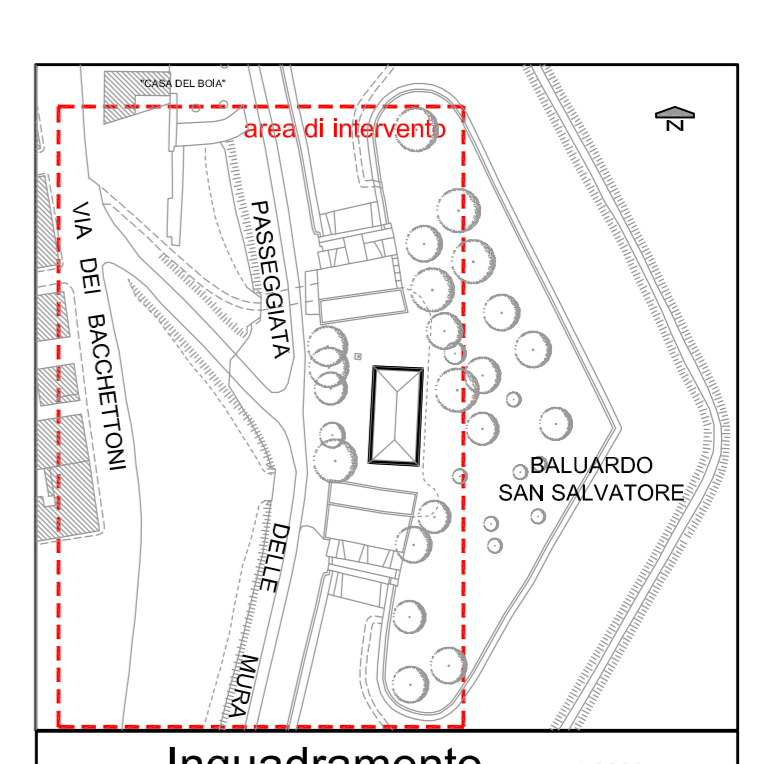 "CASA DEL BOIA"
area di intervento
N
VIA DEI BACCHETTONI
PASSEGGIATA
DELLE
MURA
BALUARDO
SAN SALVATORE
Inquadramento